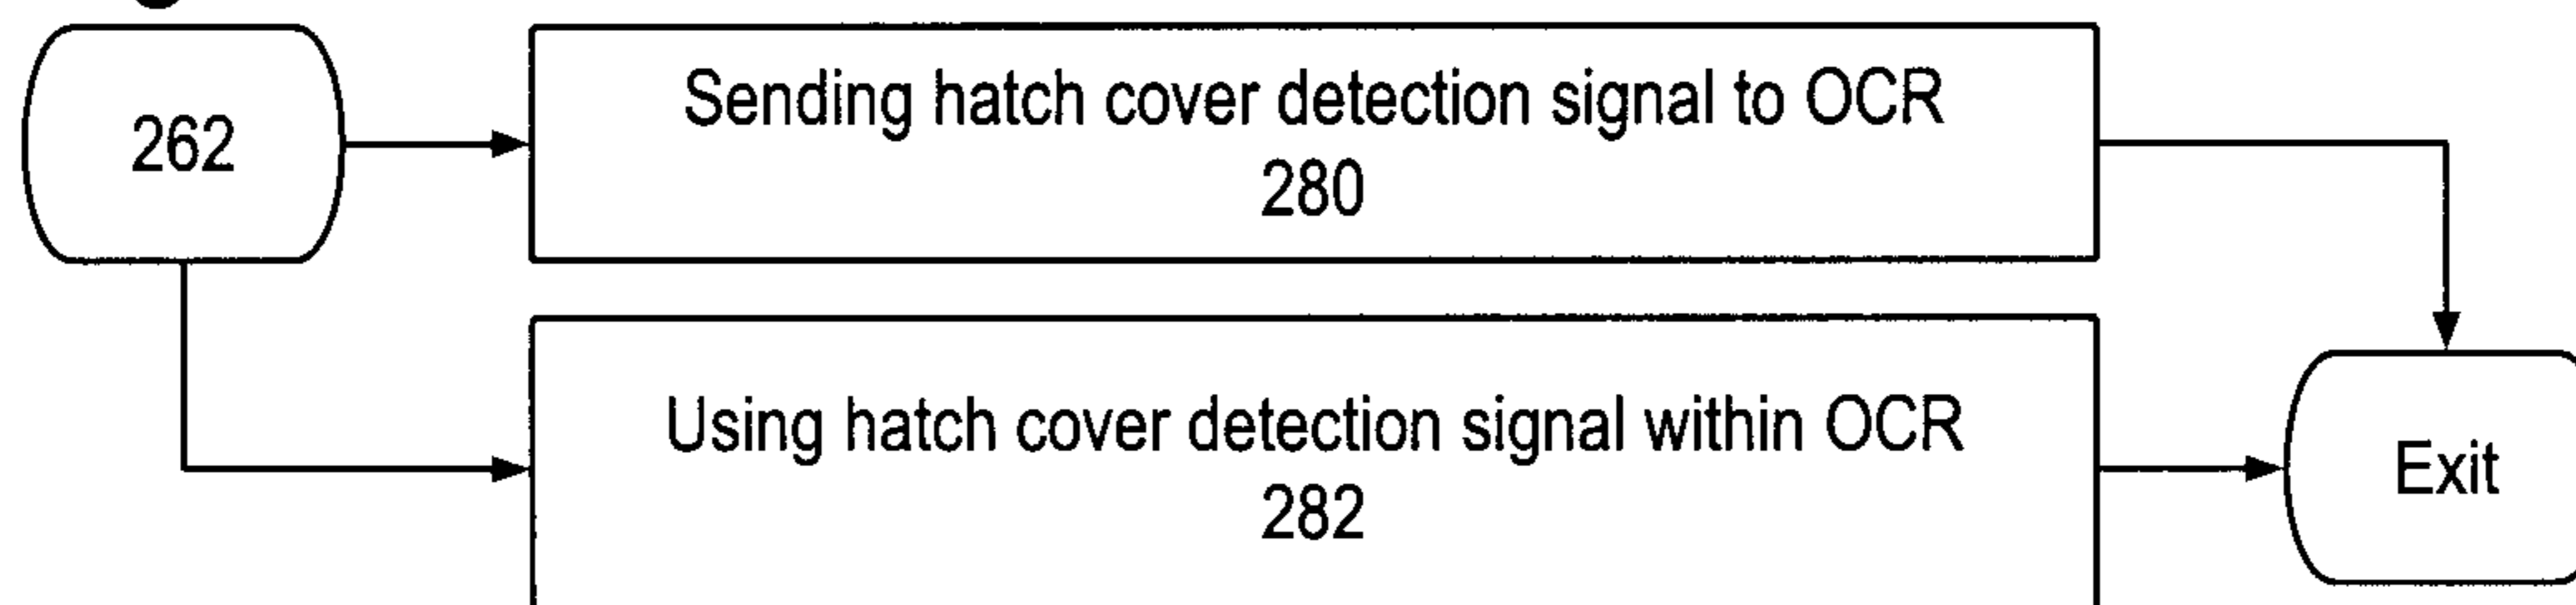 262
Sending hatch cover detection signal to OCR
280
Using hatch cover detection signal within OCR
282
Exit